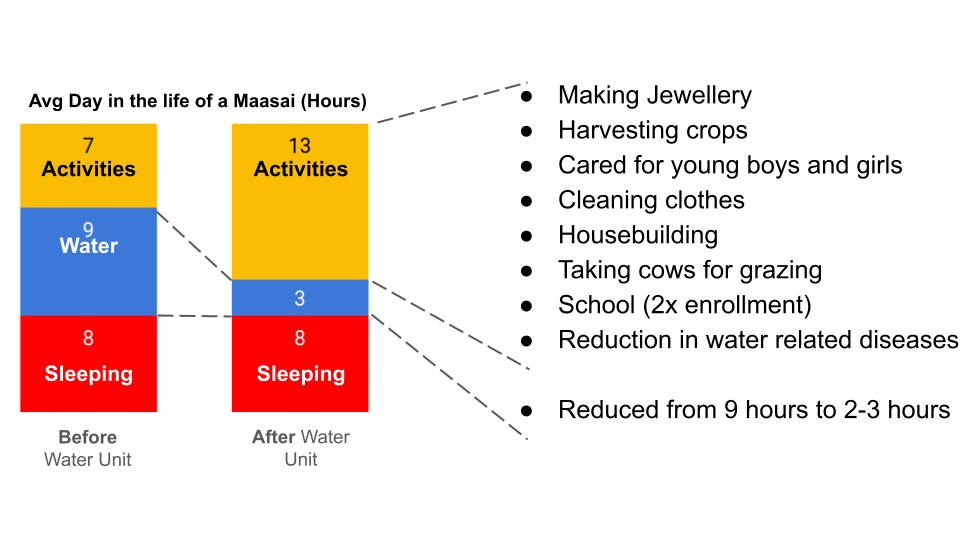 Avg Day in the life of a Maasai (Hours)
7
Activities
9
Water
8
Sleeping
Before
Water Unit
13
Activities
3
8
Sleeping
After Water
Unit
● Making Jewellery
● Harvesting crops
● Cared for young boys and girls
● Cleaning clothes
● Housebuilding
● Taking cows for grazing
● School (2x enrollment)
● Reduction in water related diseases
● Reduced from 9 hours to 2-3 hours